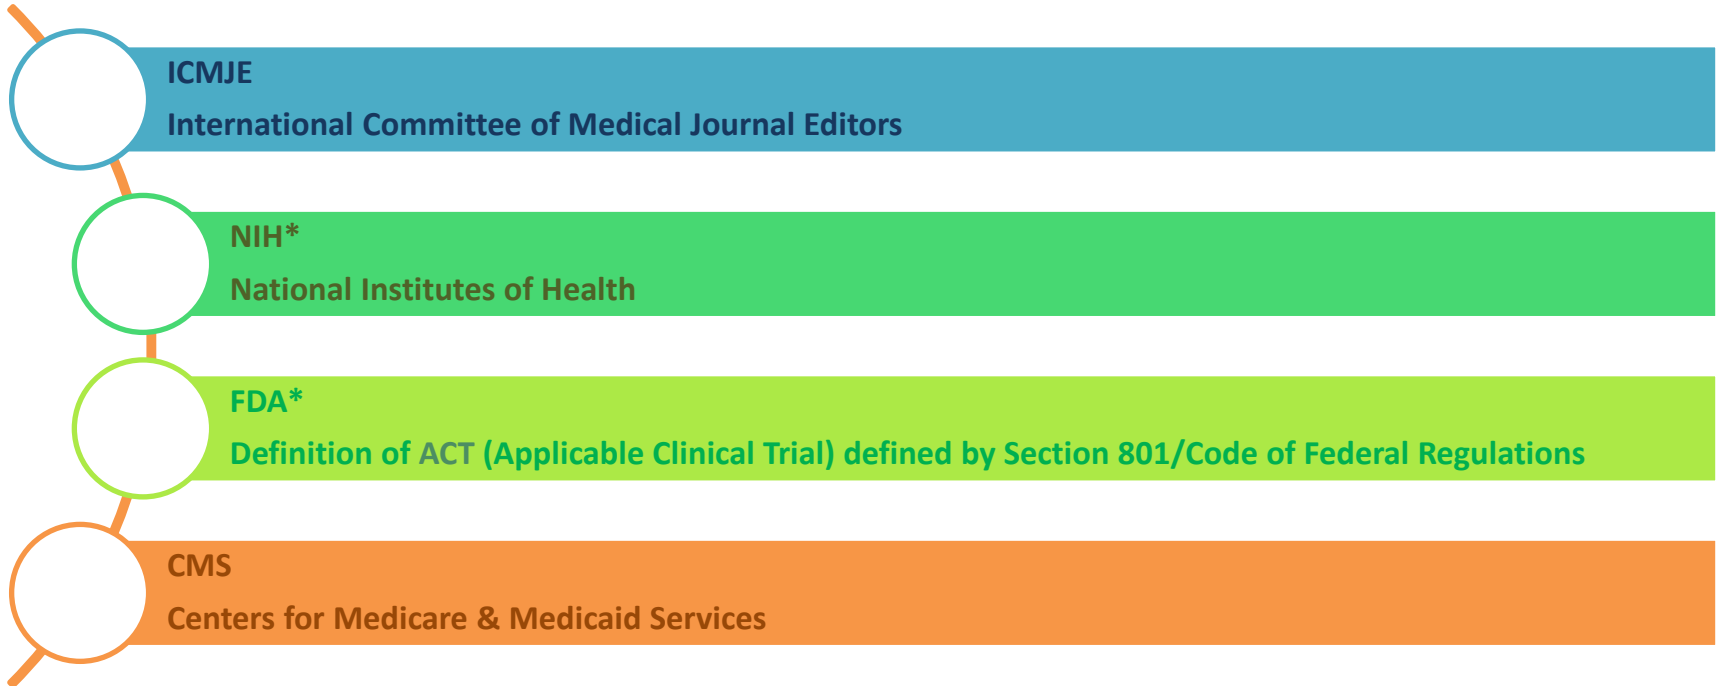 ICMJE
International Committee of Medical Journal Editors
NIH*
National Institutes of Health
FDA*
Definition of ACT (Applicable Clinical Trial) defined by Section 801/Code of Federal Regulations
CMS
Centers for Medicare & Medicaid Services